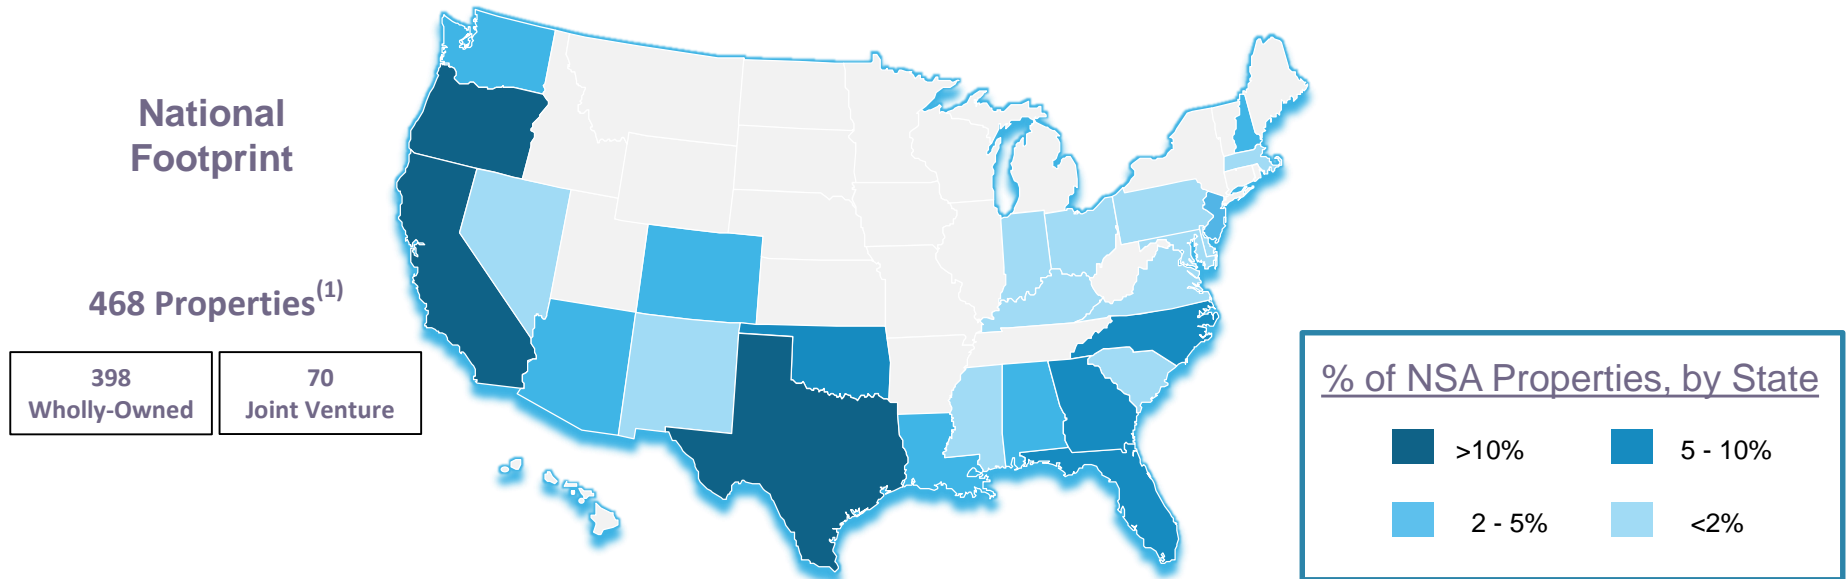 National
Footprint
468 Properties(1)
398
Wholly-Owned
70
Joint Venture
% of NSA Properties, by State
>10%
5 - 10%
2 - 5%
<2%